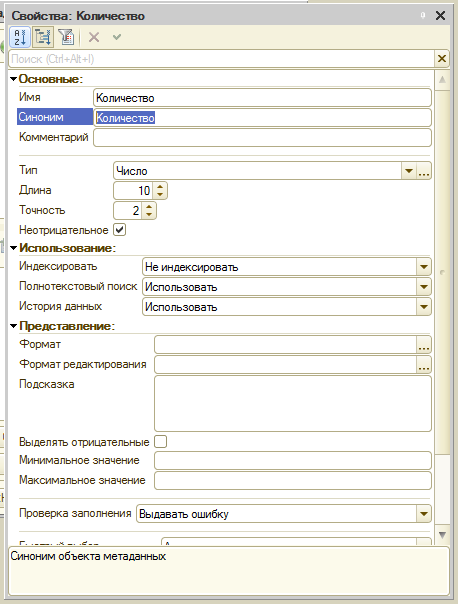 Свойства: Количество
Поиск (Ctrl+Alt+I)
Основные:
Имя Количество
Синоним Количество
Комментарий
Тип Число
Длина 10
Точность 2
Неотрицательное
Использование:
Индексировать Не индексировать
Полнотекстовый поиск Использовать
История данных Использовать
Представление:
Формат
Формат редактирования
Подсказка
Выделять отрицательные
Минимальное значение
Максимальное значение
Проверка заполнения Выдавать ошибку
Быстрый выбор
Синоним объекта метаданных